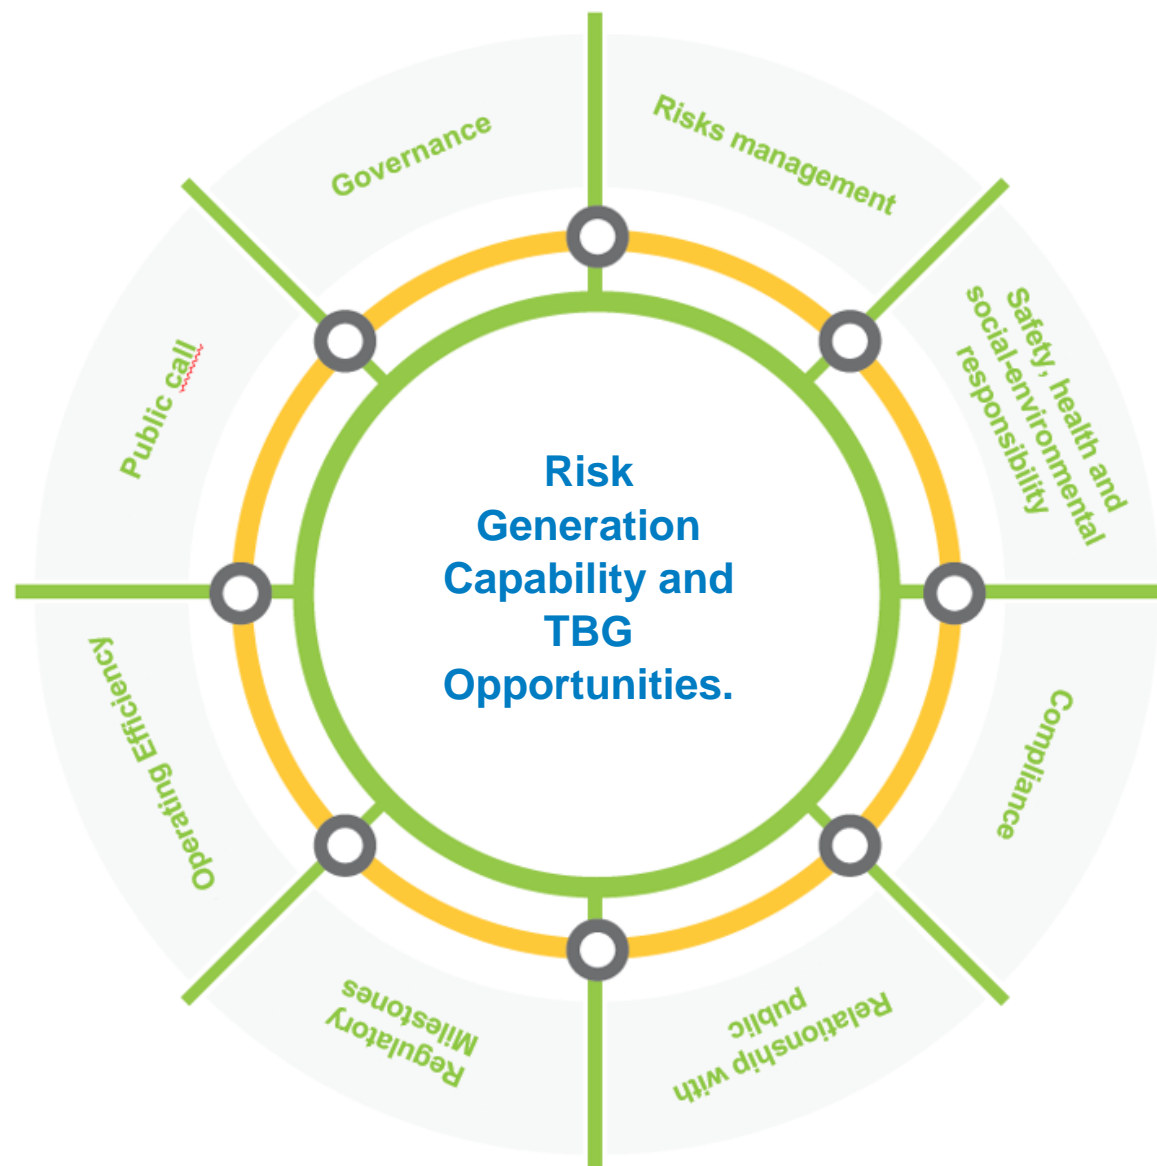 Governance
Risks management
Safety, health and
social-environmental
responsibility
Compliance
Relationship with
public
Regulatory
Milestones
Operating Efficiency
Public call
Risk
Generation
Capability and
TBG
Opportunities.